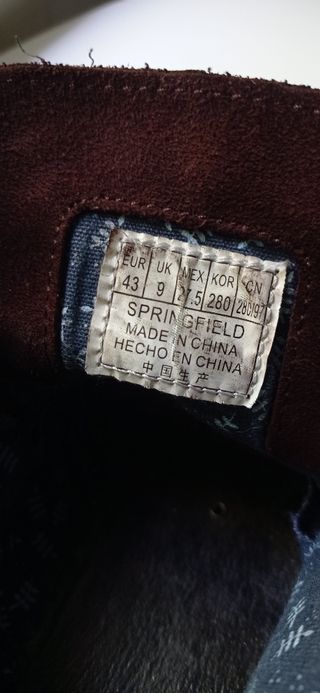 EUR UK MEX KOR CN
43 9 27.5 280 280/97
SPRINGFIELD
MADE IN CHINA
HECHO EN CHINA
中国生产